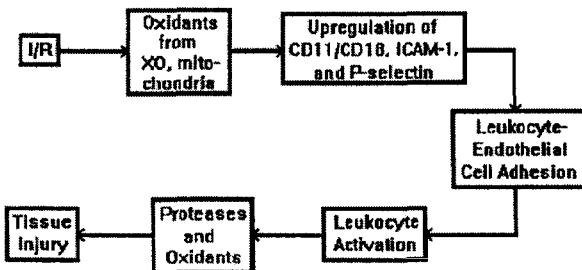 I/R
Oxidants
from
XO, mito-
chondria
Upregulation of
CD11/CD18, ICAM-1,
and P-selectin
Leukocyte-
Endothelial
Cell Adhesion
Leukocyte
Activation
Proteases
and
Oxidants
Tissue
Injury